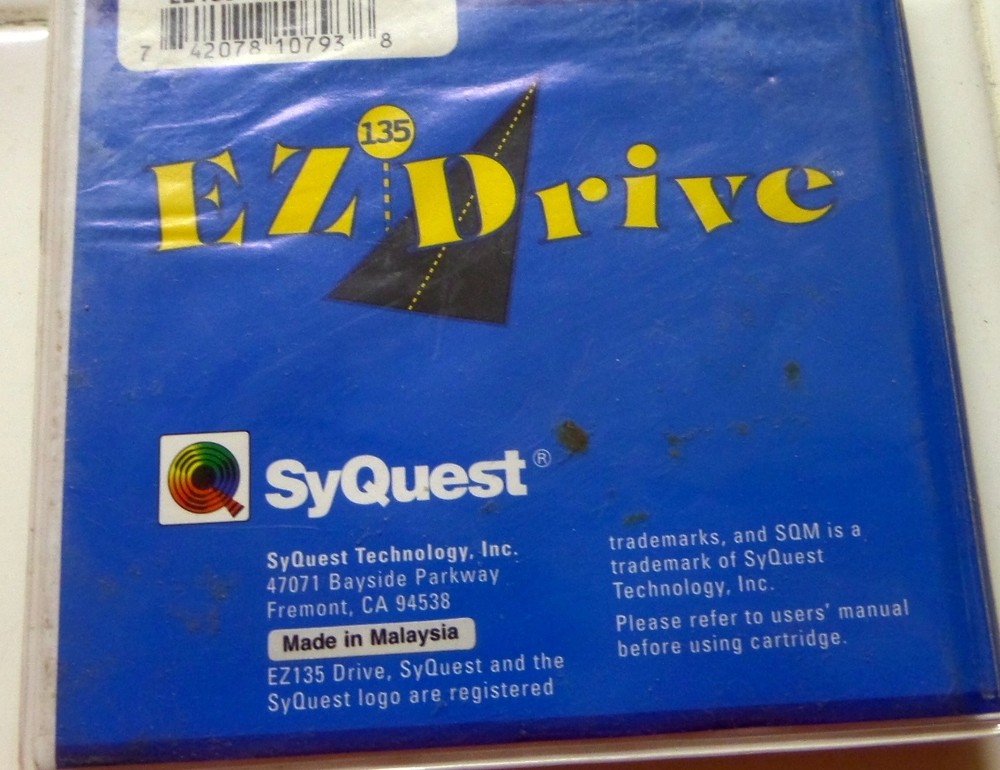 7 42078 10793 8
135
EZ Drive™
SyQuest®
SyQuest Technology, Inc.
47071 Bayside Parkway
Fremont, CA 94538
Made in Malaysia
EZ135 Drive, SyQuest and the
SyQuest logo are registered
trademarks, and SQM is a
trademark of SyQuest
Technology, Inc.
Please refer to users' manual
before using cartridge.